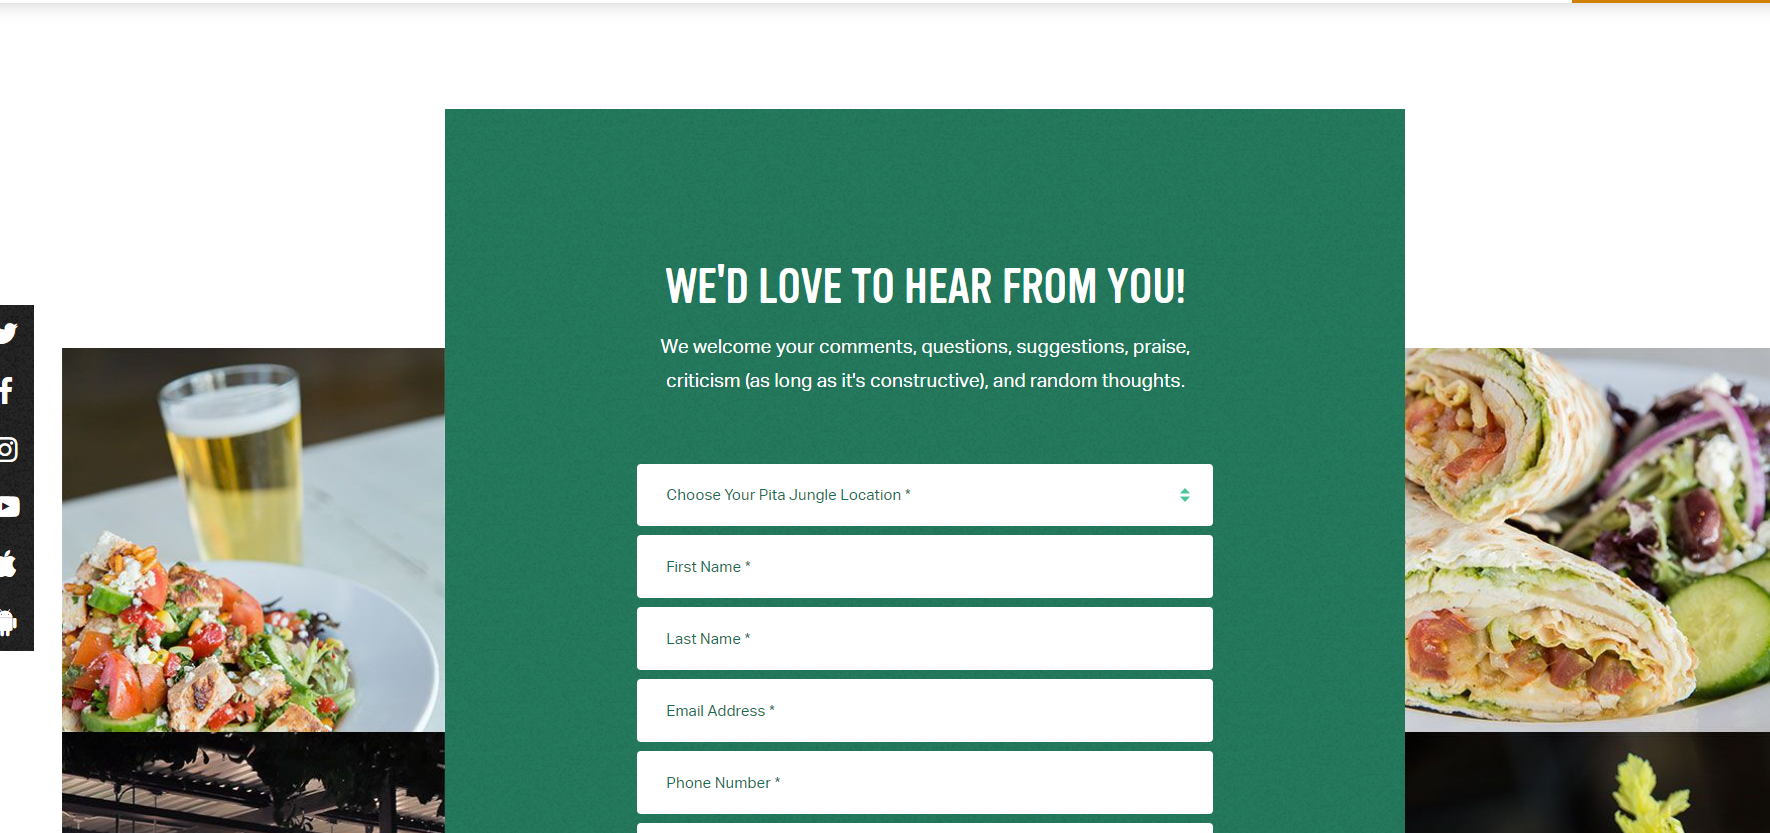 WE'D LOVE TO HEAR FROM YOU!
We welcome your comments, questions, suggestions, praise,
criticism (as long as it's constructive), and random thoughts.
Choose Your Pita Jungle Location *
First Name *
Last Name *
Email Address *
Phone Number *